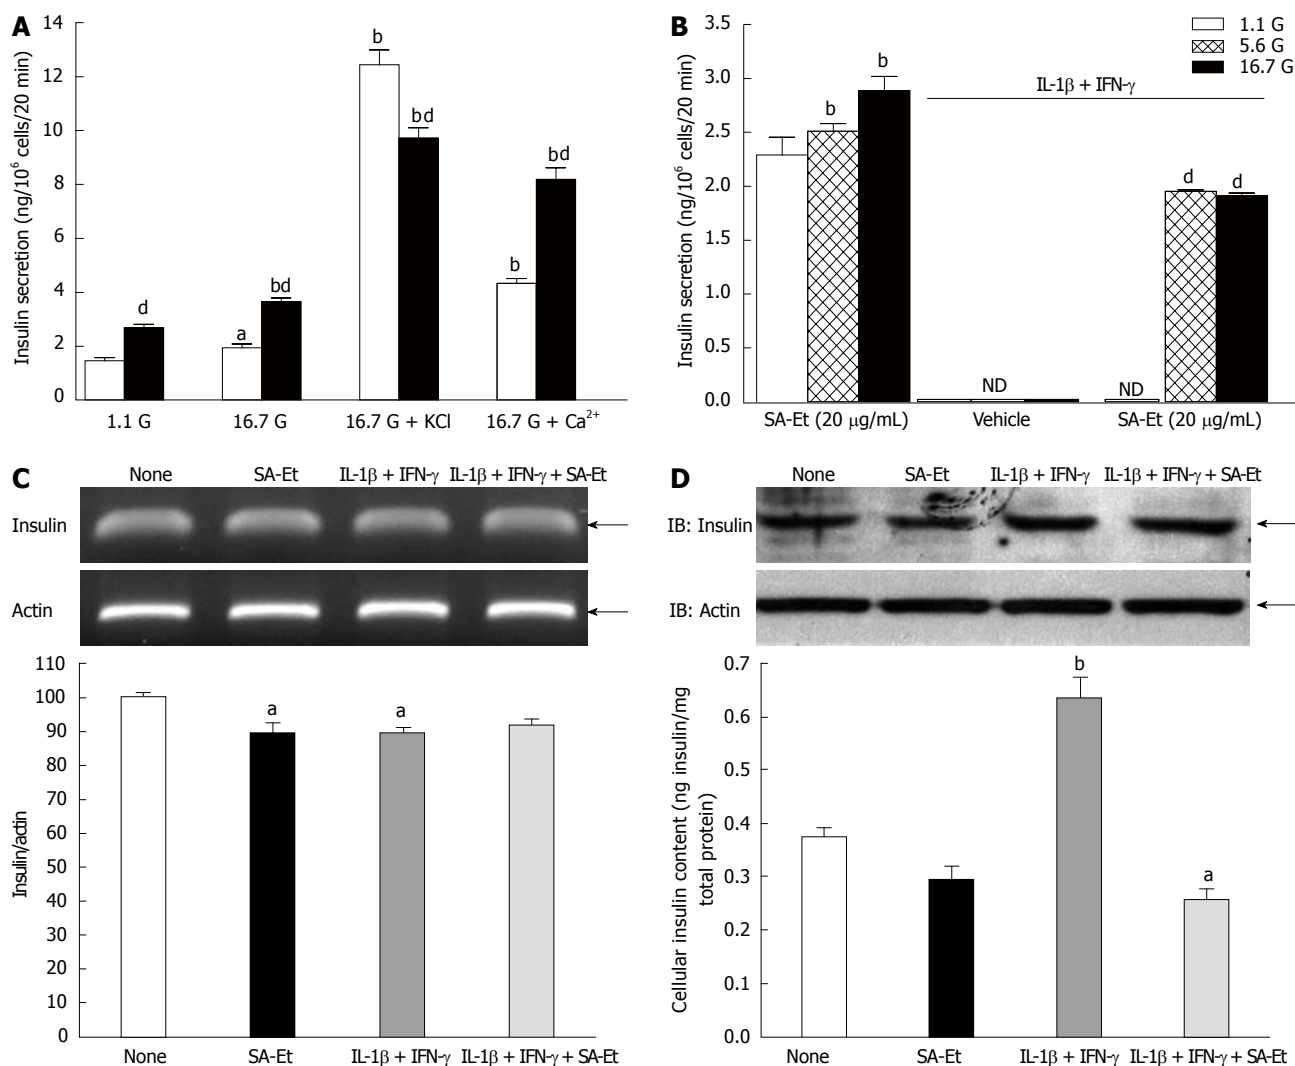 A
Insulin secretion (ng/10⁶ cells/20 min)
14
12
10
8
6
4
2
0
d
a
bd
b
bd
b
bd
1.1 G
16.7 G
16.7 G + KCl
16.7 G + Ca²⁺
B
Insulin secretion (ng/10⁶ cells/20 min)
3.5
3.0
2.5
2.0
1.5
1.0
0.5
0.0
1.1 G
5.6 G
16.7 G
IL-1β + IFN-γ
b
b
ND
ND
d
d
SA-Et (20 μg/mL)
Vehicle
SA-Et (20 μg/mL)
C
None
SA-Et
IL-1β + IFN-γ
IL-1β + IFN-γ + SA-Et
Insulin
Actin
Insulin/actin
110
100
90
80
70
60
50
40
30
20
10
0
a
a
None
SA-Et
IL-1β + IFN-γ
IL-1β + IFN-γ + SA-Et
D
None
SA-Et
IL-1β + IFN-γ
IL-1β + IFN-γ + SA-Et
IB: Insulin
IB: Actin
Cellular insulin content (ng insulin/mg
total protein)
0.7
0.6
0.5
0.4
0.3
0.2
0.1
0.0
b
a
None
SA-Et
IL-1β + IFN-γ
IL-1β + IFN-γ + SA-Et